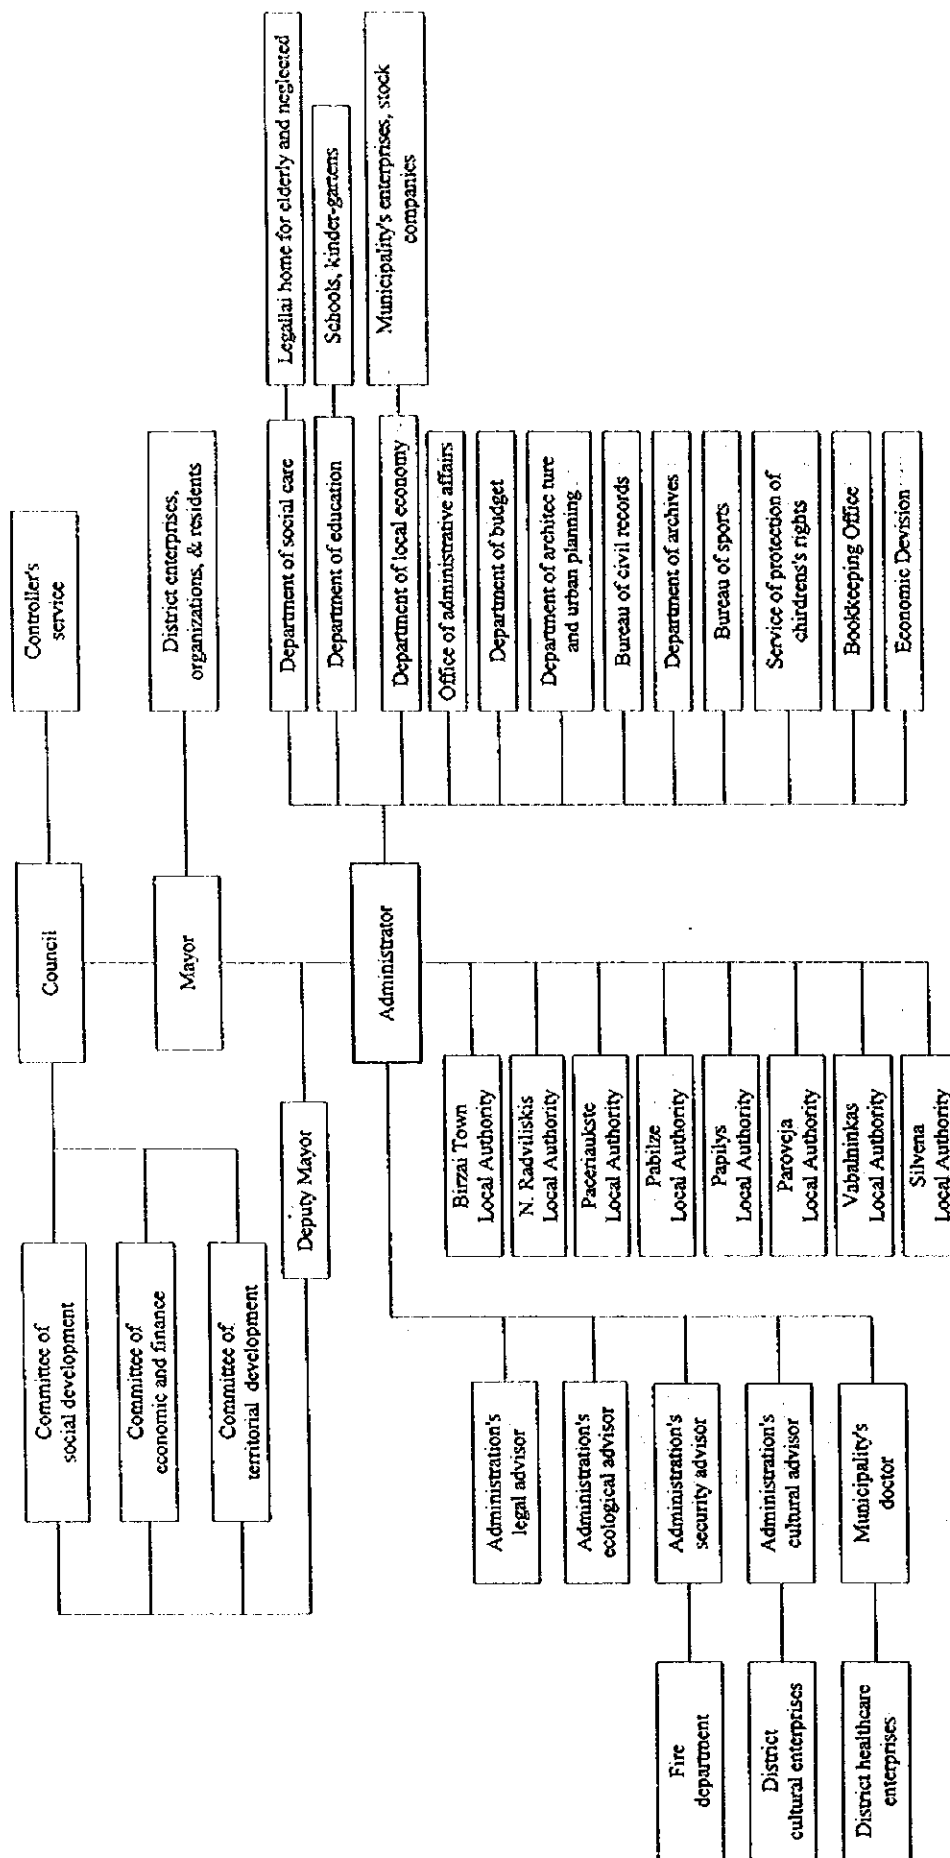 Council
Controller's
service
Committee of
social development
Committee of
economic and finance
Committee of
territorial development
Mayor
District enterprises,
organizations, & residents
Deputy Mayor
Administrator
Department of social care
Legailai home for elderly and neglected
Department of education
Schools, kinder-gartens
Department of local economy
Municipality's enterprises, stock
companies
Office of administrative affairs
Department of budget
Department of architec ture
and urban planning
Bureau of civil records
Department of archives
Bureau of sports
Service of protection of
chirdrens's rights
Bookkeeping Office
Economic Devision
Birzai Town
Local Authority
N. Radviliskis
Local Authority
Paceriaukste
Local Authority
Pabilize
Local Authority
Papilys
Local Authority
Paroveja
Local Authority
Vabalninkas
Local Authority
Silvena
Local Authority
Administration's
legal advisor
Administration's
ecological advisor
Administration's
security advisor
Administration's
cultural advisor
Municipality's
doctor
Fire
department
District
cultural enterprises
District healthcare
enterprises